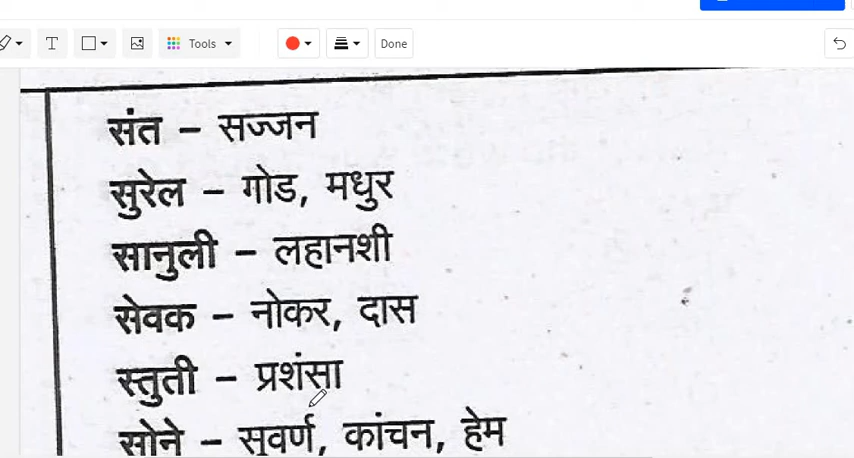 Tools
Done
संत – सज्जन
सुरेल – गोड, मधुर
सानुली – लहानशी
सेवक – नोकर, दास
स्तुती – प्रशंसा
सोने – सुवर्ण, कांचन, हेम